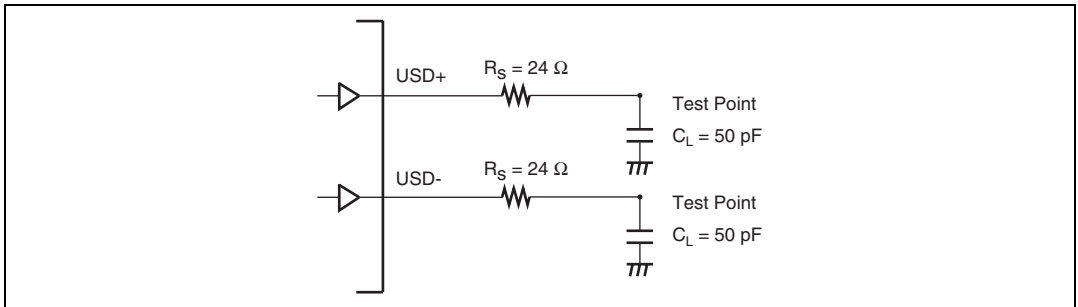 USD+
R_S = 24 Ω
Test Point
C_L = 50 pF
USD-
R_S = 24 Ω
Test Point
C_L = 50 pF